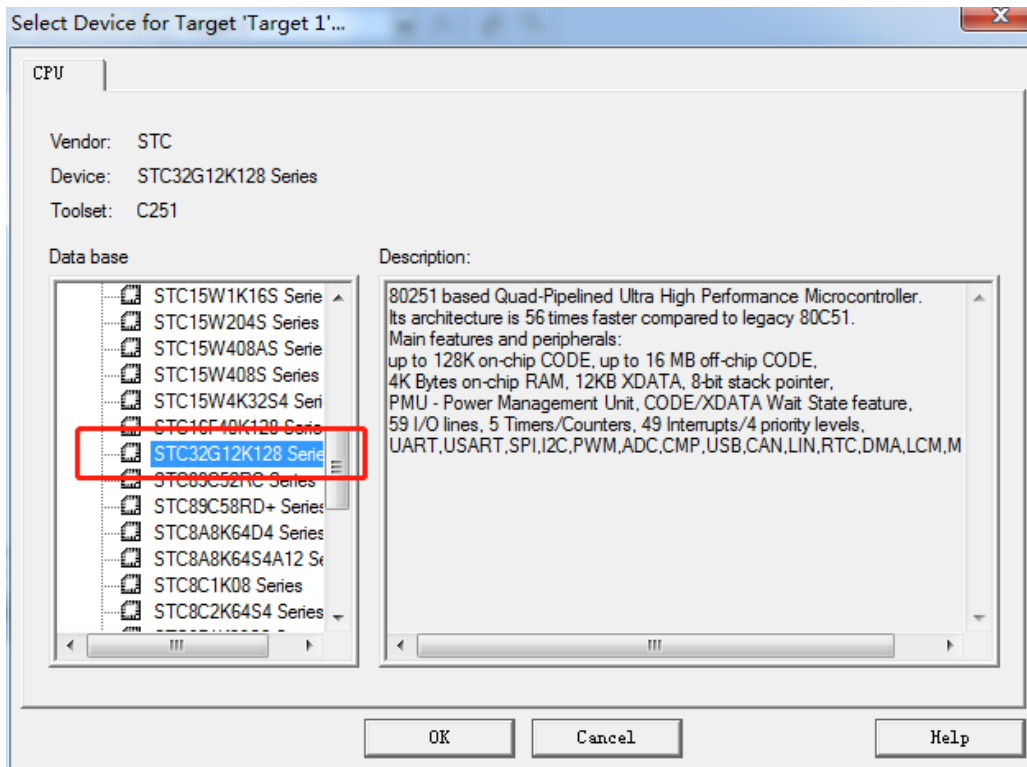 Select Device for Target 'Target 1'...
CPU
Vendor: STC
Device: STC32G12K128 Series
Toolset: C251
Data base
Description:
STC15W1K16S Serie
STC15W204S Series
STC15W408AS Serie
STC15W408S Series
STC15W4K32S4 Seri
STC16F40K128 Serie
STC32G12K128 Serie
STC89C52RC Series
STC89C58RD+ Series
STC8A8K64D4 Series
STC8A8K64S4A12 Se
STC8C1K08 Series
STC8C2K64S4 Series
80251 based Quad-Pipelined Ultra High Performance Microcontroller.
Its architecture is 56 times faster compared to legacy 80C51.
Main features and peripherals:
up to 128K on-chip CODE, up to 16 MB off-chip CODE,
4K Bytes on-chip RAM, 12KB XDATA, 8-bit stack pointer,
PMU - Power Management Unit, CODE/XDATA Wait State feature,
59 I/O lines, 5 Timers/Counters, 49 Interrupts/4 priority levels,
UART,USART,SPI,I2C,PWM,ADC,CMP,USB,CAN,LIN,RTC,DMA,LCM,M
OK
Cancel
Help